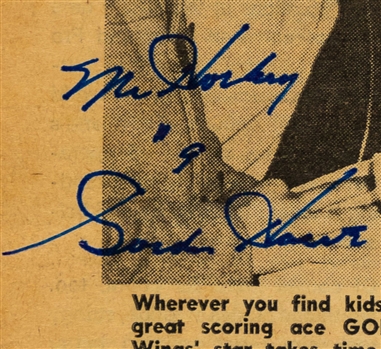 Mr Hockey
#9
Gordie Howe
Wherever you find kids
great scoring ace GO
Wings' star takes time